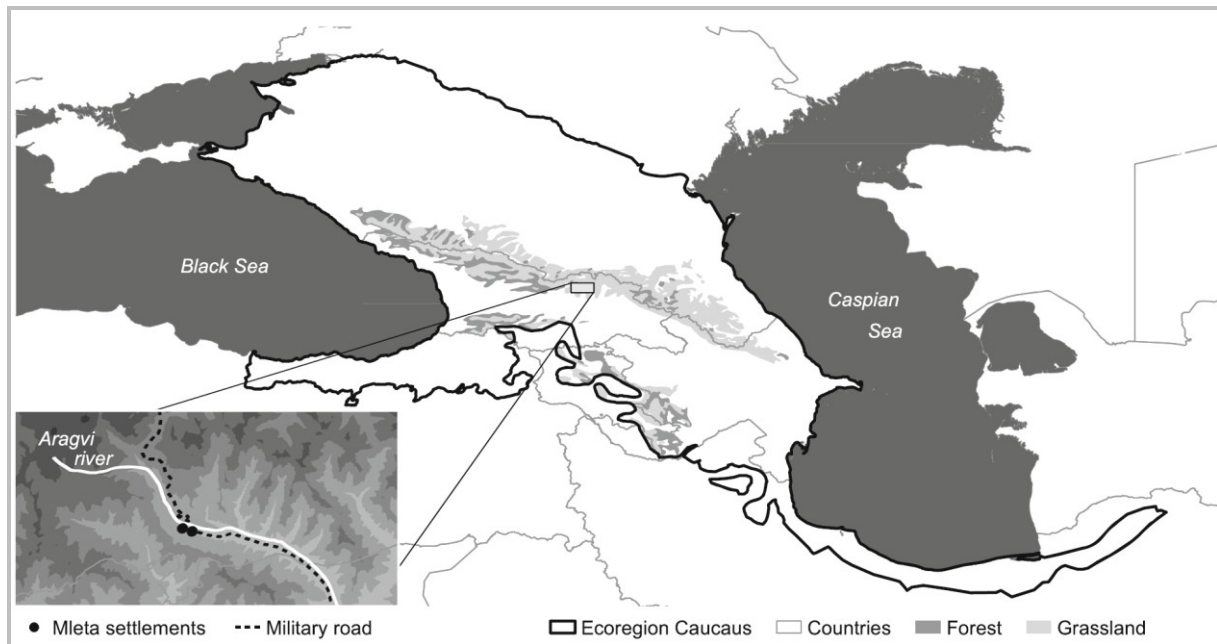 Black Sea
Caspian
Sea
Aragvi
river
Mleta settlements
Military road
Ecoregion Caucaus
Countries
Forest
Grassland